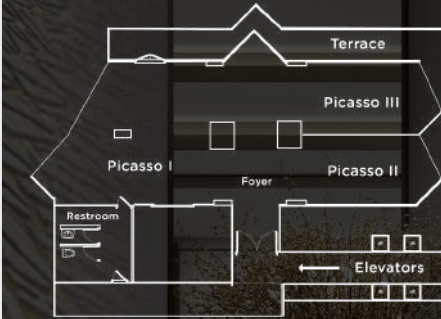 Terrace
Picasso III
Picasso I
Picasso II
Foyer
Restroom
Elevators